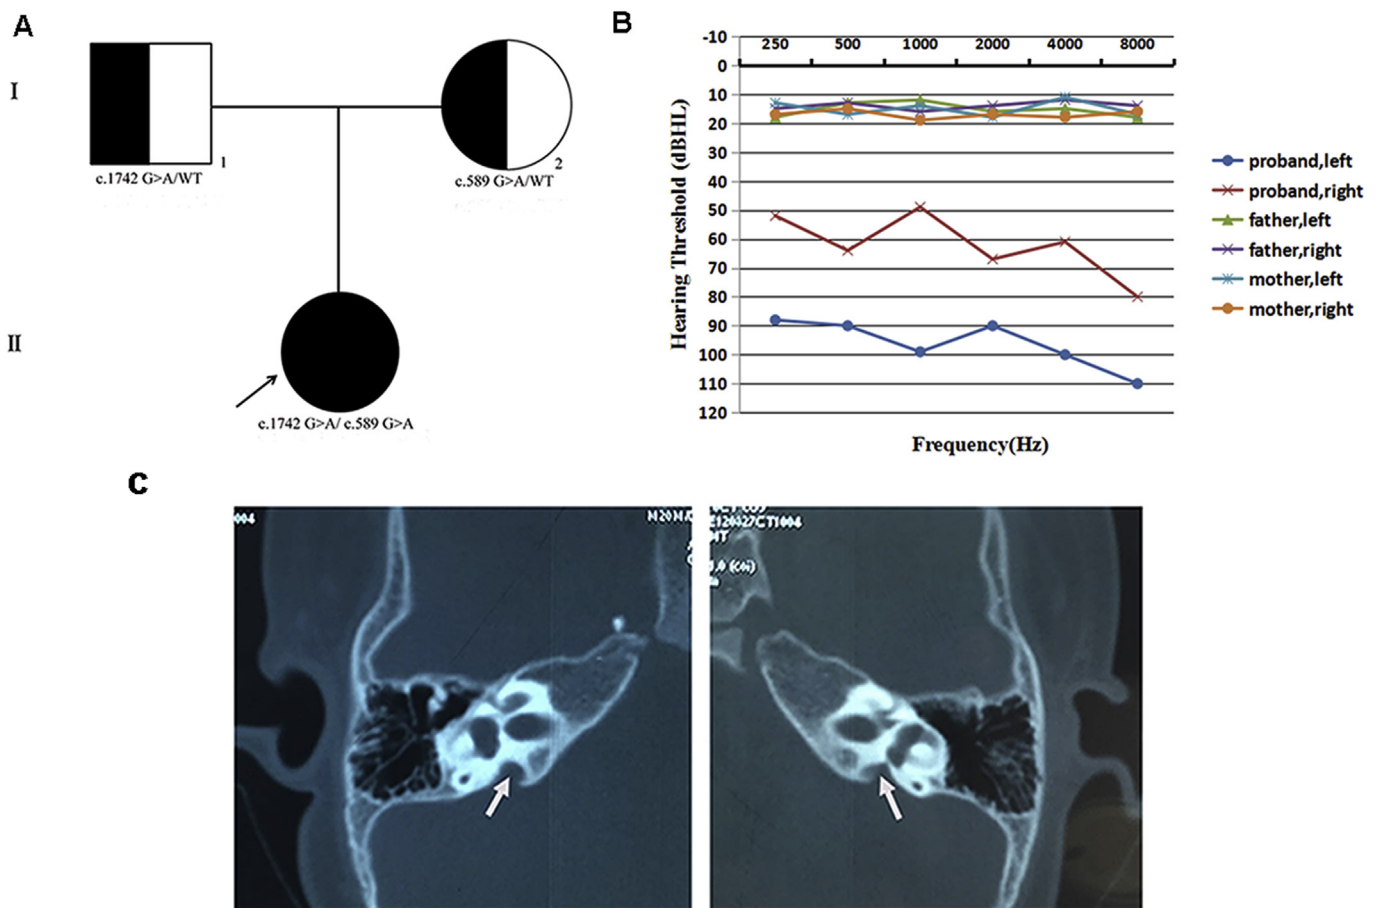 A
I
1
c.1742 G>A/WT
2
c.589 G>A/WT
II
c.1742 G>A/ c.589 G>A
B
-10
250 500 1000 2000 4000 8000
0
10
20
30
40
50
60
70
80
90
100
110
120
Hearing Threshold (dBHL)
Frequency(Hz)
proband,left
proband,right
father,left
father,right
mother,left
mother,right
C
004